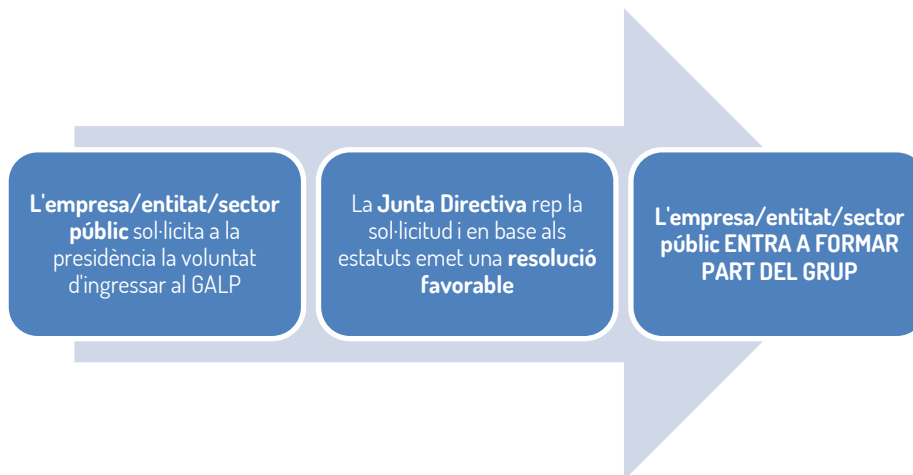 L'empresa/entitat/sector
públic sol·licita a la
presidència la voluntat
d'ingressar al GALP
La Junta Directiva rep la
sol·licitud i en base als
estatuts emet una resolució
favorable
L'empresa/entitat/sector
públic ENTRA A FORMAR
PART DEL GRUP